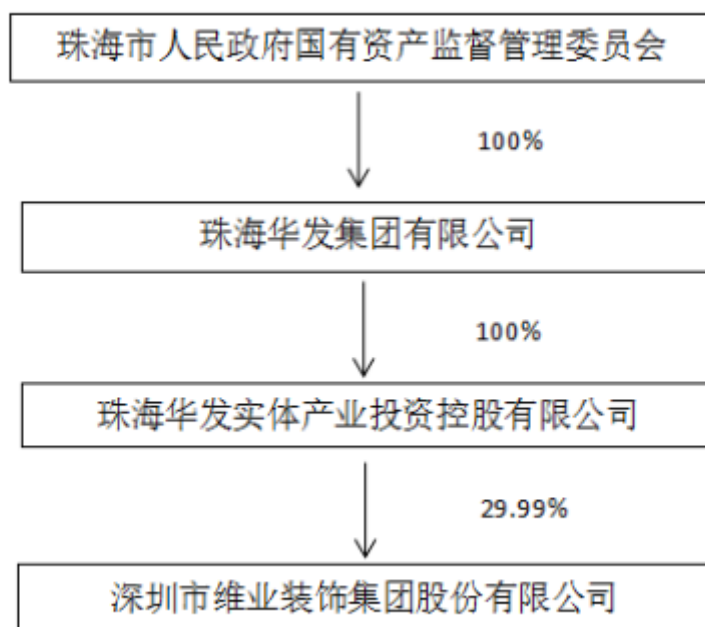 珠海市人民政府国有资产监督管理委员会
100%
珠海华发集团有限公司
100%
珠海华发实体产业投资控股有限公司
29.99%
深圳市维业装饰集团股份有限公司